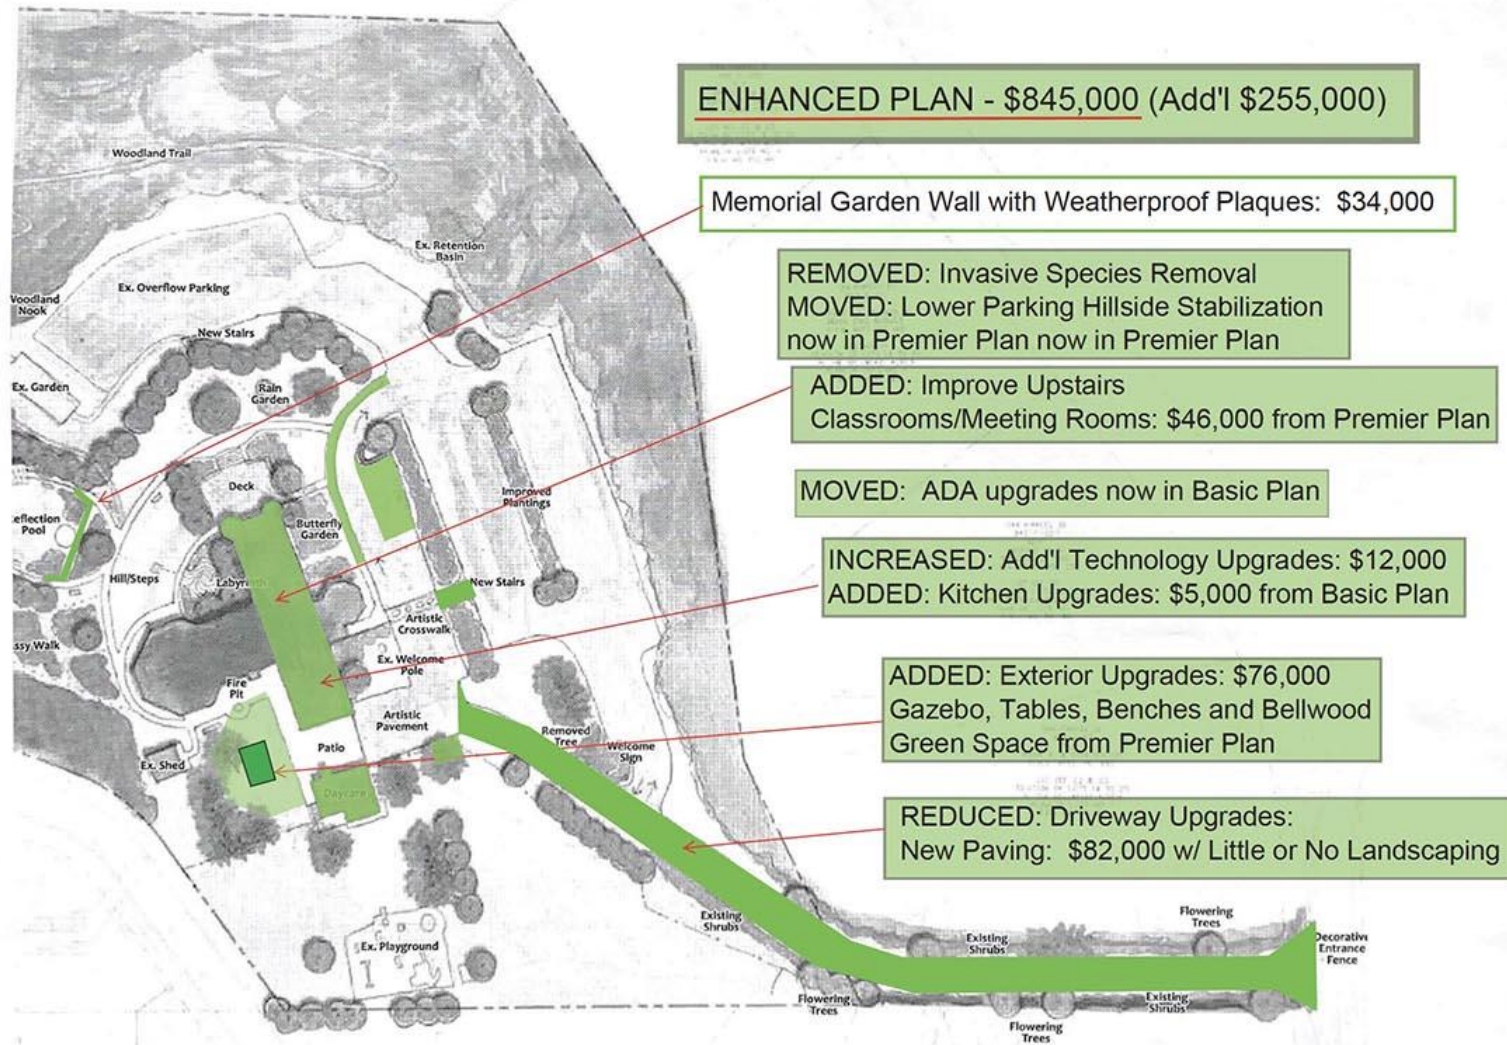 ENHANCED PLAN - $845,000 (Add'l $255,000)
Woodland Trail
Memorial Garden Wall with Weatherproof Plaques: $34,000
Ex. Retention
Basin
REMOVED: Invasive Species Removal
MOVED: Lower Parking Hillside Stabilization
now in Premier Plan now in Premier Plan
Ex. Overflow Parking
Woodland
Nook
New Stairs
Ex. Garden
Rain
Garden
ADDED: Improve Upstairs
Classrooms/Meeting Rooms: $46,000 from Premier Plan
Deck
Improved
Plantings
MOVED: ADA upgrades now in Basic Plan
eflection
Pool
Butterfly
Garden
Hill/Steps
Labyrinth
New Stairs
INCREASED: Add'l Technology Upgrades: $12,000
ADDED: Kitchen Upgrades: $5,000 from Basic Plan
Artistic
Crosswalk
ssy Walk
Ex. Welcome
Pole
Fire
Pit
ADDED: Exterior Upgrades: $76,000
Gazebo, Tables, Benches and Bellwood
Green Space from Premier Plan
Artistic
Pavement
Removed
Tree
Welcome
Sign
Patio
Ex. Shed
Daycare
REDUCED: Driveway Upgrades:
New Paving: $82,000 w/ Little or No Landscaping
Existing
Shrubs
Flowering
Trees
Ex. Playground
Existing
Shrubs
Decorative
Entrance
Fence
Flowering
Trees
Existing
Shrubs
Flowering
Trees